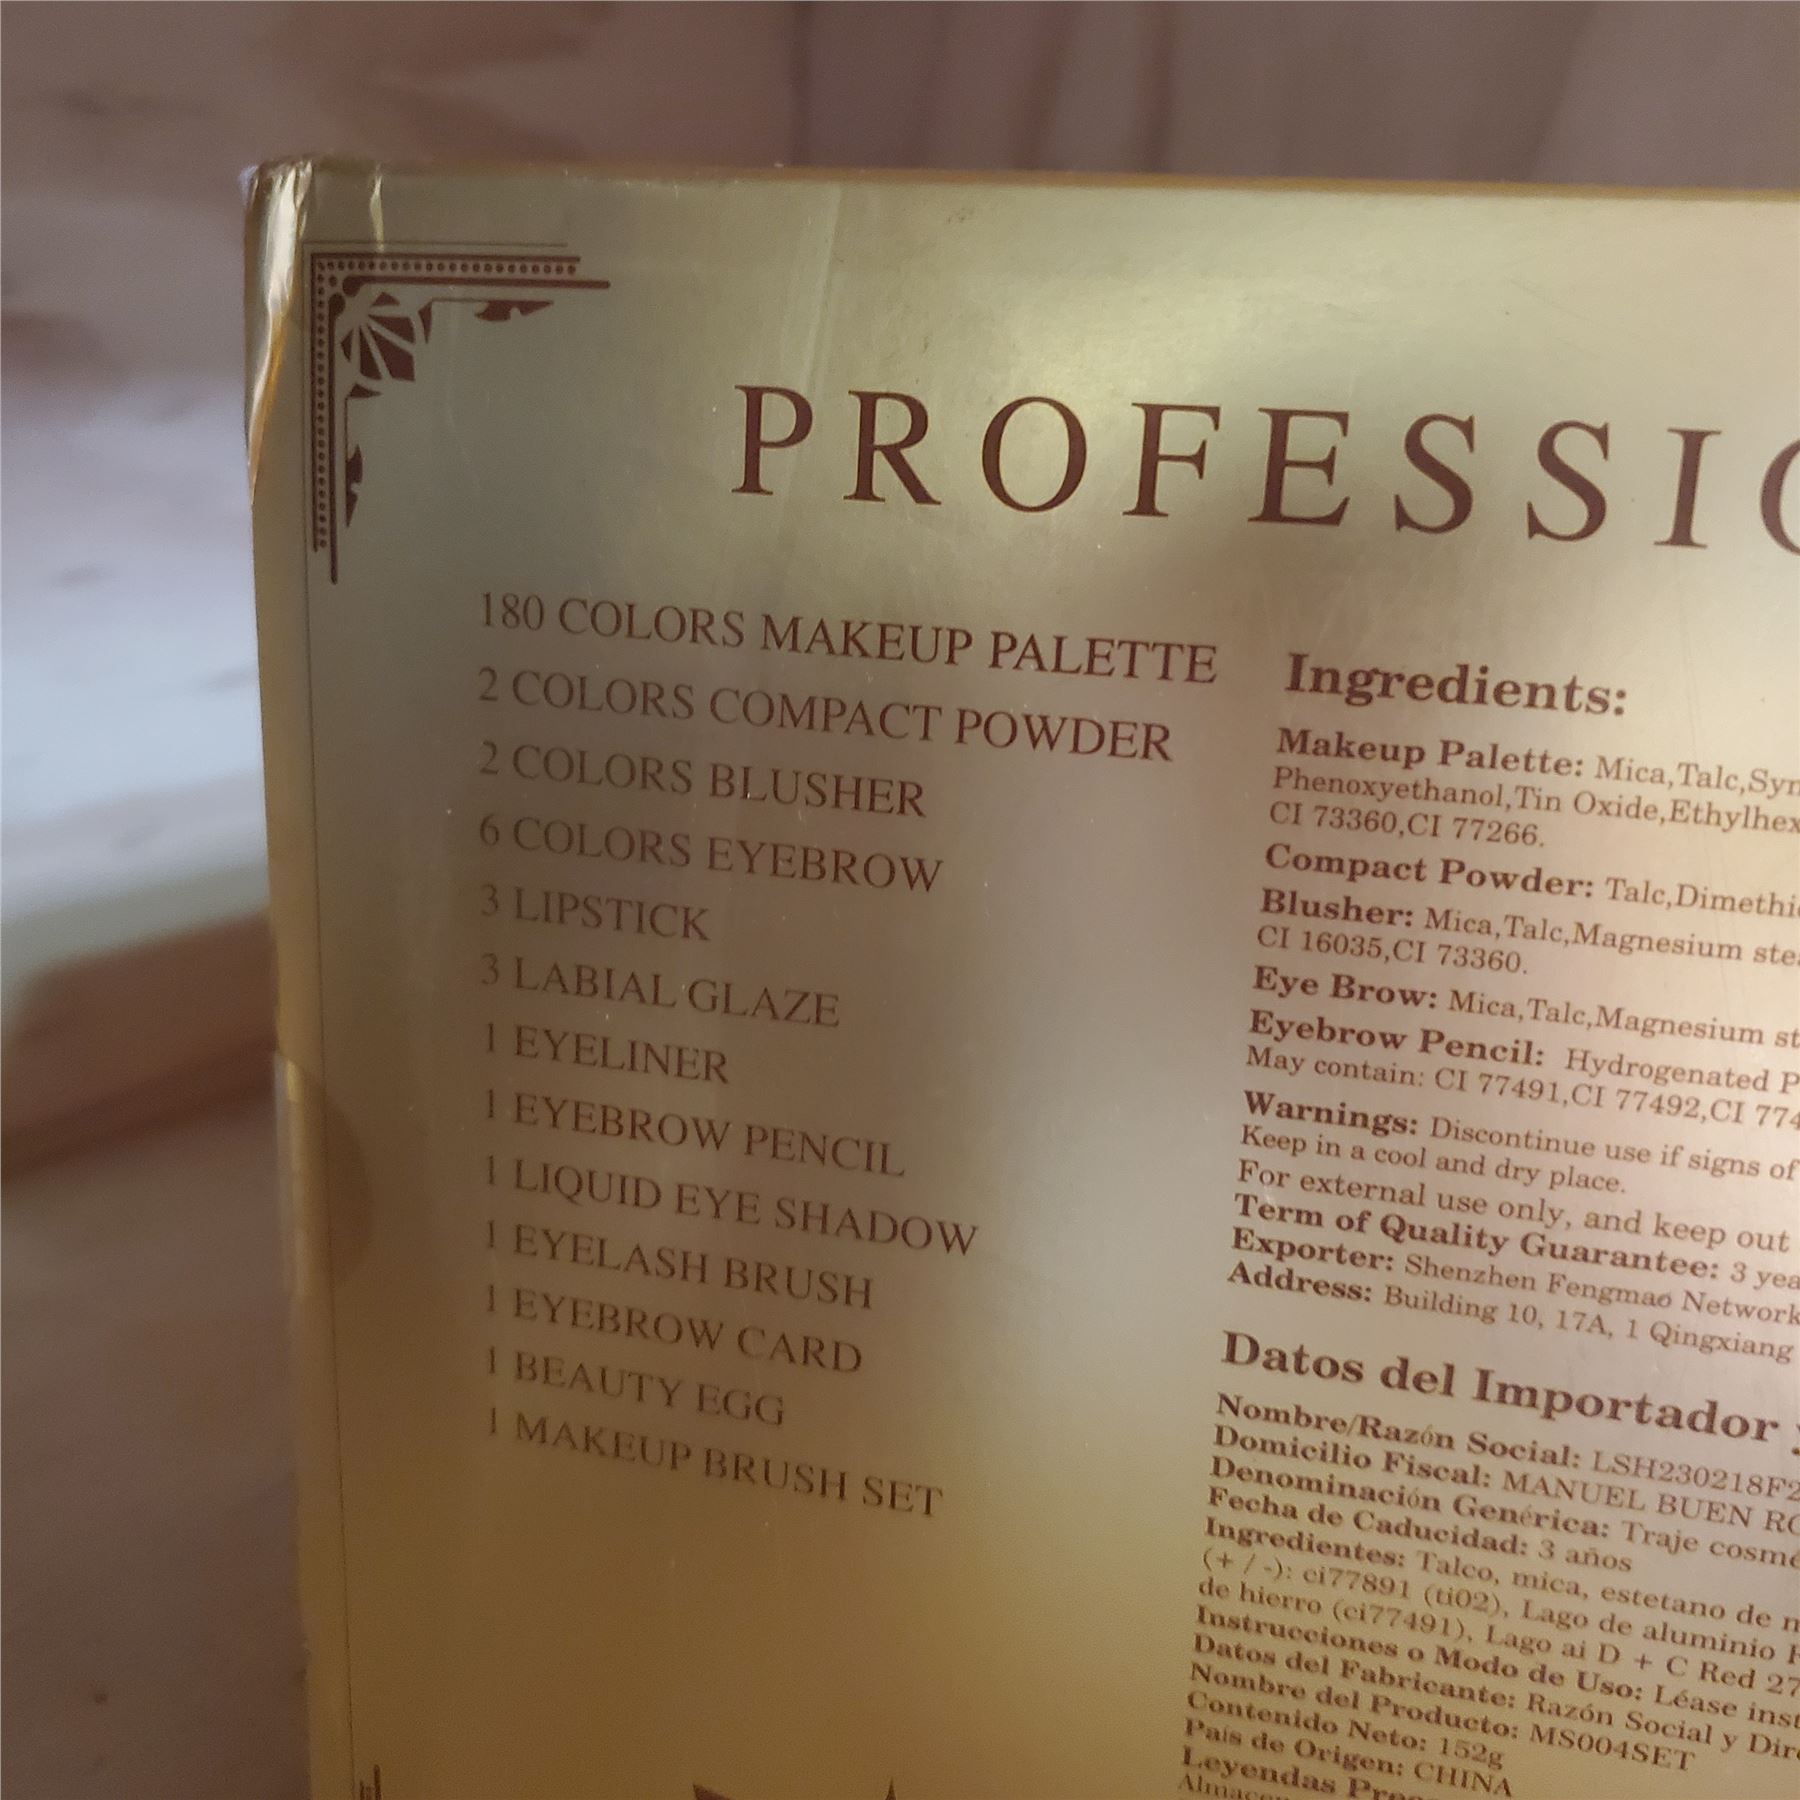 PROFESSIO
180 COLORS MAKEUP PALETTE
2 COLORS COMPACT POWDER
2 COLORS BLUSHER
6 COLORS EYEBROW
3 LIPSTICK
3 LABIAL GLAZE
1 EYELINER
1 EYEBROW PENCIL
1 LIQUID EYE SHADOW
1 EYELASH BRUSH
1 EYEBROW CARD
1 BEAUTY EGG
1 MAKEUP BRUSH SET
Ingredients:
Makeup Palette: Mica,Talc,Syn
Phenoxyethanol,Tin Oxide,Ethylhex
CI 73360,CI 77266.
Compact Powder: Talc,Dimethic
Blusher: Mica,Talc,Magnesium stea
CI 16035,CI 73360.
Eye Brow: Mica,Talc,Magnesium st
Eyebrow Pencil: Hydrogenated P
May contain: CI 77491,CI 77492,CI 774
Warnings: Discontinue use if signs of
Keep in a cool and dry place.
For external use only, and keep out
Term of Quality Guarantee: 3 yea
Exporter: Shenzhen Fengmao Network
Address: Building 10, 17A, 1 Qingxiang
Datos del Importador y
Nombre/Razón Social: LSH230218F2
Domicilio Fiscal: MANUEL BUEN RO
Denominación Genérica: Traje cosmé
Fecha de Caducidad: 3 años
Ingredientes: Talco, mica, estetano de m
(+ / -): ci77891 (ti02), Lago de aluminio
de hierro (ci77491), Lago ai D + C Red 27
Instrucciones o Modo de Uso: Léase inst
Datos del Fabricante: Razón Social y Dire
Nombre del Producto: MS004SET
Contenido Neto: 152g
País de Origen: CHINA
Leyendas Prec
Almacen